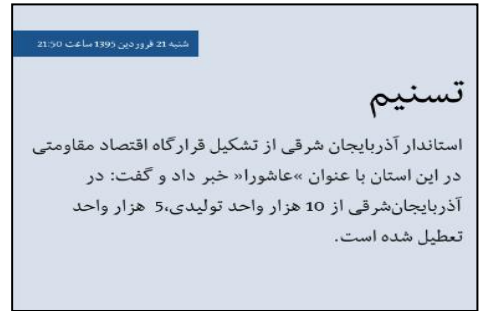 شنبه 21 فروردین 1395 ساعت 21:50
تسنیم
استاندار آذربایجان شرقی از تشکیل قرارگاه اقتصاد مقاومتی
در این استان با عنوان »عاشورا« خبر داد و گفت: در
آذربایجان‌شرقی از 10 هزار واحد تولیدی،5 هزار واحد
تعطیل شده است.